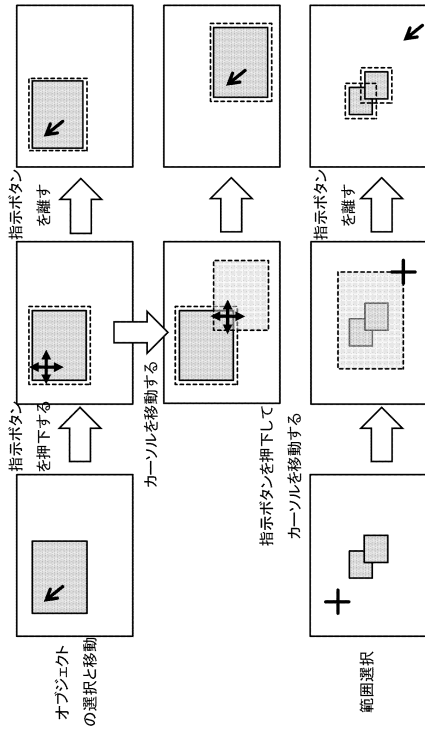 オブジェクト
の選択と移動
指示ボタン
を押下する
指示ボタン
を離す
カーソルを移動する
範囲選択
指示ボタンを押下して
カーソルを移動する
指示ボタン
を離す